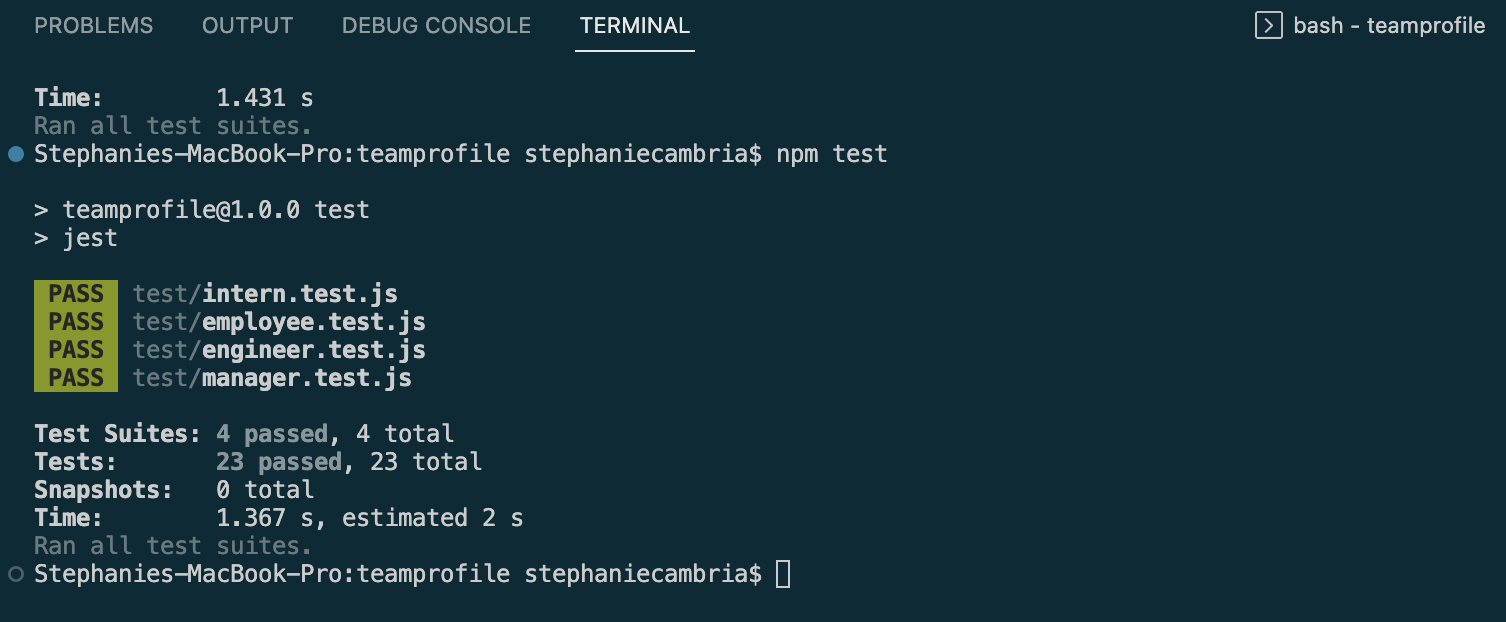 PROBLEMS OUTPUT DEBUG CONSOLE TERMINAL bash - teamprofile
Time: 1.431 s
Ran all test suites.
Stephanies-MacBook-Pro:teamprofile stephaniecambria$ npm test
> teamprofile@1.0.0 test
> jest
PASS test/intern.test.js
PASS test/employee.test.js
PASS test/engineer.test.js
PASS test/manager.test.js
Test Suites: 4 passed, 4 total
Tests: 23 passed, 23 total
Snapshots: 0 total
Time: 1.367 s, estimated 2 s
Ran all test suites.
Stephanies-MacBook-Pro:teamprofile stephaniecambria$